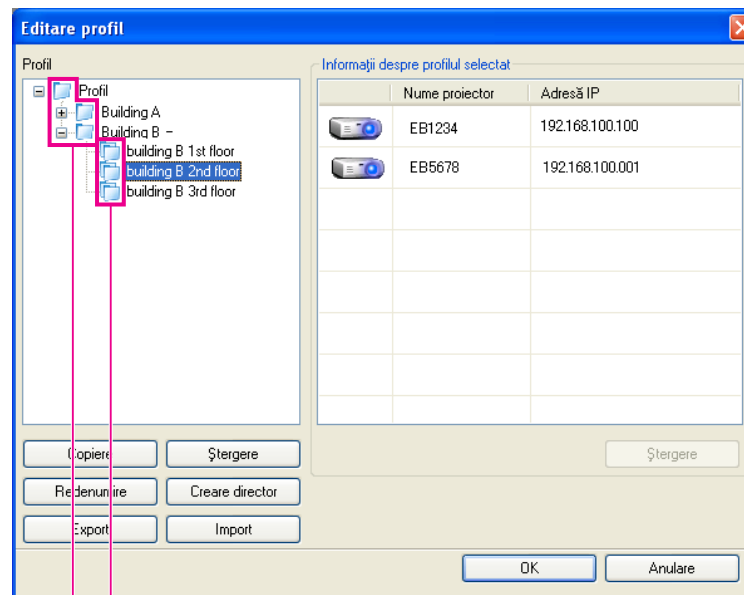 Editare profil
Profil
Informaţii despre profilul selectat
Profil
Building A
Building B –
building B 1st floor
building B 2nd floor
building B 3rd floor
Nume proiector Adresă IP
EB1234 192.168.100.100
EB5678 192.168.100.001
Copiere Ştergere Ştergere
Redenumire Creare director
Export Import
OK Anulare